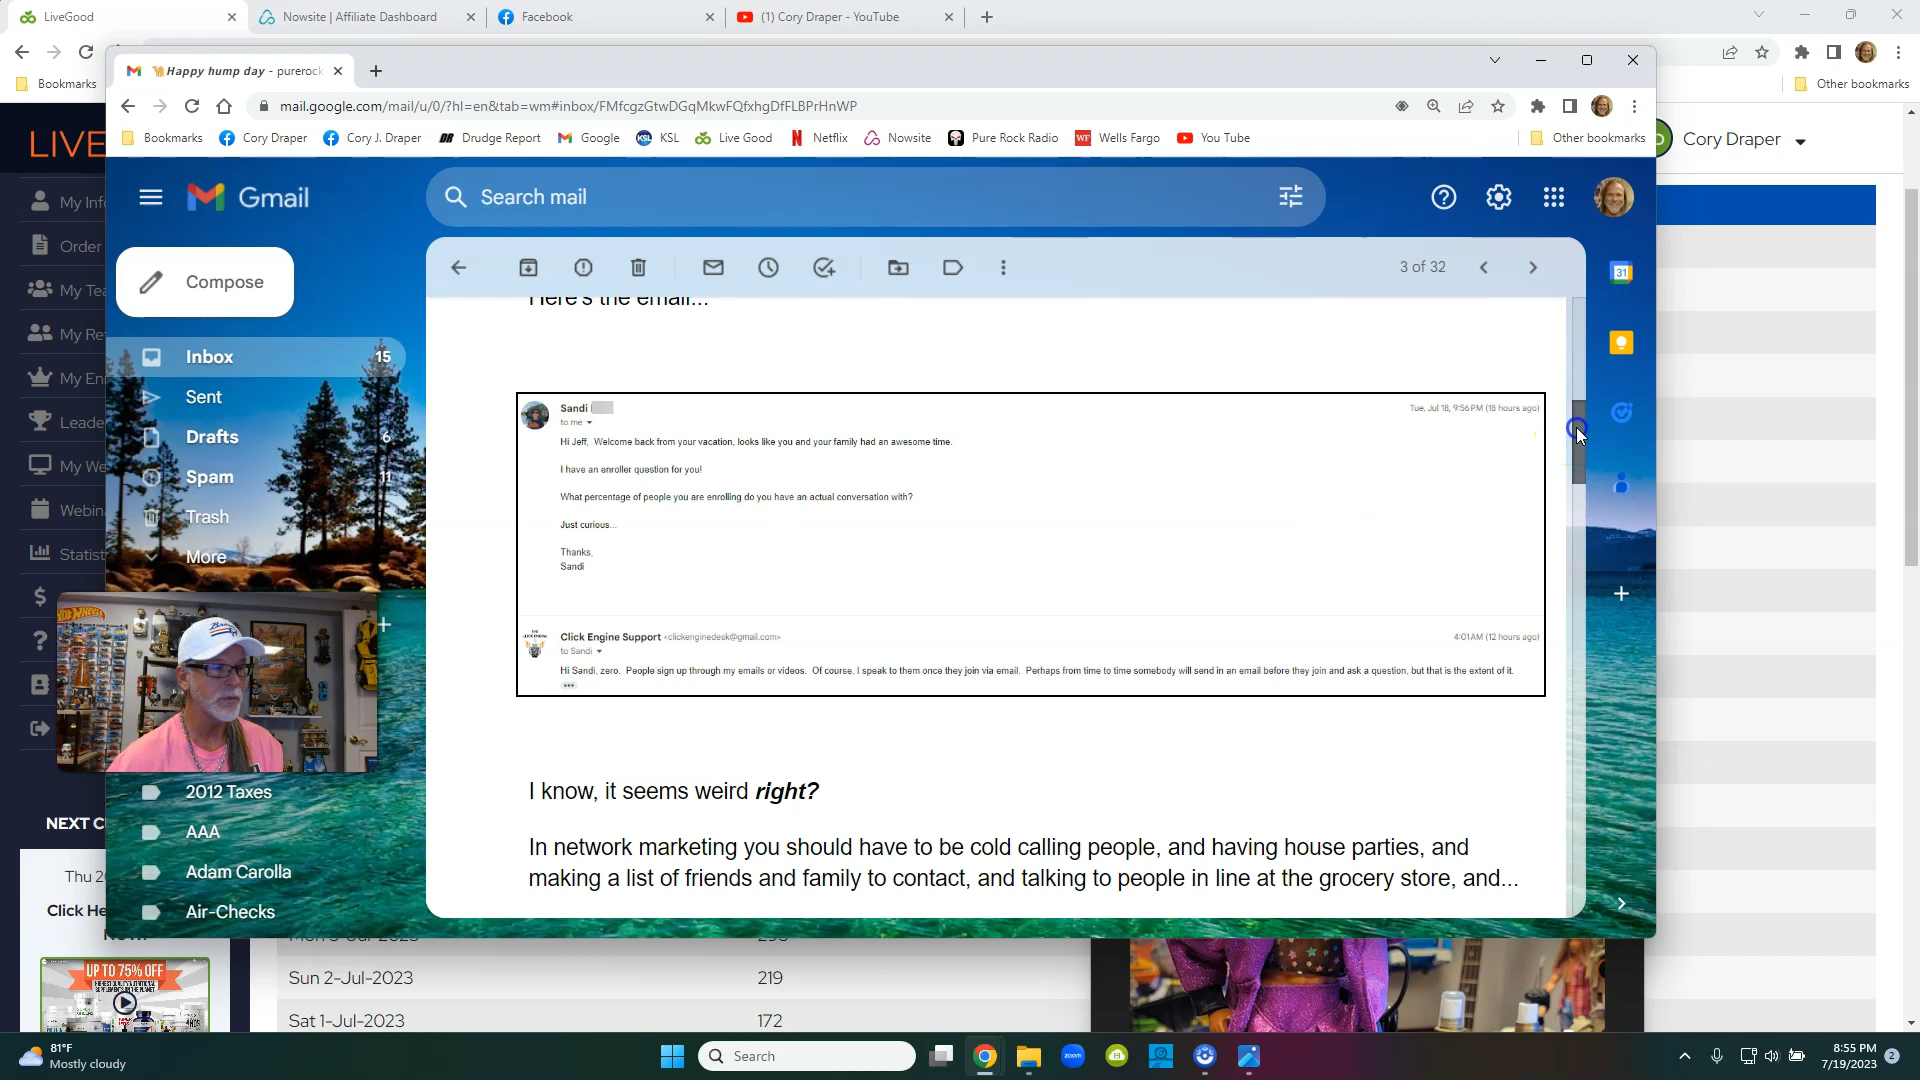 LiveGood
Nowsite | Affiliate Dashboard
Facebook
(1) Cory Draper - YouTube
Bookmarks
Other bookmarks
Happy hump day - purerock
mail.google.com/mail/u/0/?hl=en&tab=wm#inbox/FMfcgzGtwDGqMkwFQfxhgDfFLBPrHnWP
Bookmarks
Cory Draper
Cory J. Draper
Drudge Report
Google
KSL
Live Good
Netflix
Nowsite
Pure Rock Radio
Wells Fargo
You Tube
Other bookmarks
LIVE
Cory Draper
Gmail
Search mail
Compose
3 of 32
Inbox 15
Sent
Drafts 6
Spam 11
Trash
More
My
Order
My
My
My
My
Here's the email...
Sandi
Tue, Jul 18, 9:56 PM (18 hours ago)
to me
Hi Jeff, Welcome back from your vacation, looks like you and your family had an awesome time.
I have an enroller question for you!
What percentage of people you are enrolling do you have an actual conversation with?
Just curious...
Thanks,
Sandi
Click Engine Support <clickenginedesk@gmail.com>
4:01 AM (12 hours ago)
to Sandi
Hi Sandi, zero. People sign up through my emails or videos. Of course, I speak to them once they join via email. Perhaps from time to time somebody will send in an email before they join and ask a question, but that is the extent of it.
I know, it seems weird right?
In network marketing you should have to be cold calling people, and having house parties, and
making a list of friends and family to contact, and talking to people in line at the grocery store, and...
HOT WHEELS
2012 Taxes
AAA
Adam Carolla
Air-Checks
NEXT
Thu
Click
Sun 2-Jul-2023 219
Sat 1-Jul-2023 172
UP TO 75% OFF
81°F
Mostly cloudy
Search
zoom
8:55 PM
7/19/2023
2